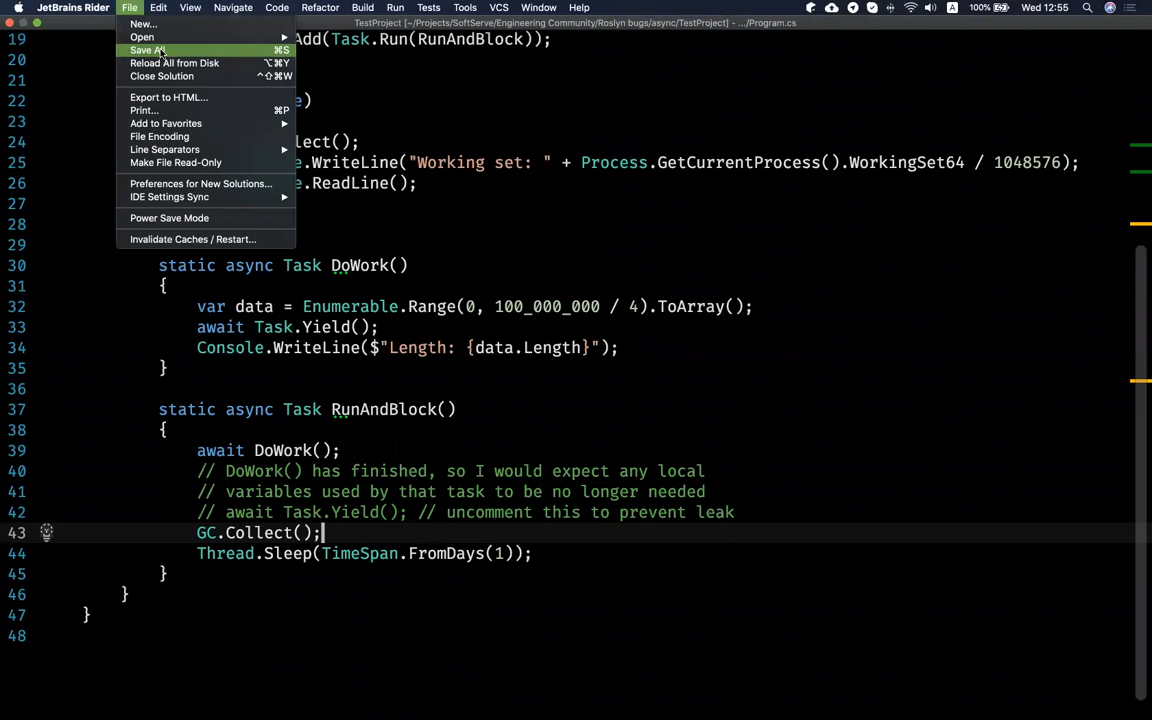 JetBrains Rider File Edit View Navigate Code Refactor Build Run Tests Tools VCS Window Help A 100% Wed 12:55
TestProject [~/Projects/SoftServe/Engineering Community/Roslyn bugs/async/TestProject] - .../Program.cs
New...
Open
Save All ⌘S
Reload All from Disk ⌥⌘Y
Close Solution ^⇧⌘W
Export to HTML...
Print... ⌘P
Add to Favorites
File Encoding
Line Separators
Make File Read-Only
Preferences for New Solutions...
IDE Settings Sync
Power Save Mode
Invalidate Caches / Restart...
19 Add(Task.Run(RunAndBlock));
20
21
22 e)
23
24 lect();
25 e.WriteLine("Working set: " + Process.GetCurrentProcess().WorkingSet64 / 1048576);
26 e.ReadLine();
27
28
29
30 static async Task DoWork()
31 {
32 var data = Enumerable.Range(0, 100_000_000 / 4).ToArray();
33 await Task.Yield();
34 Console.WriteLine($"Length: {data.Length}");
35 }
36
37 static async Task RunAndBlock()
38 {
39 await DoWork();
40 // DoWork() has finished, so I would expect any local
41 // variables used by that task to be no longer needed
42 // await Task.Yield(); // uncomment this to prevent leak
43 GC.Collect();
44 Thread.Sleep(TimeSpan.FromDays(1));
45 }
46 }
47 }
48